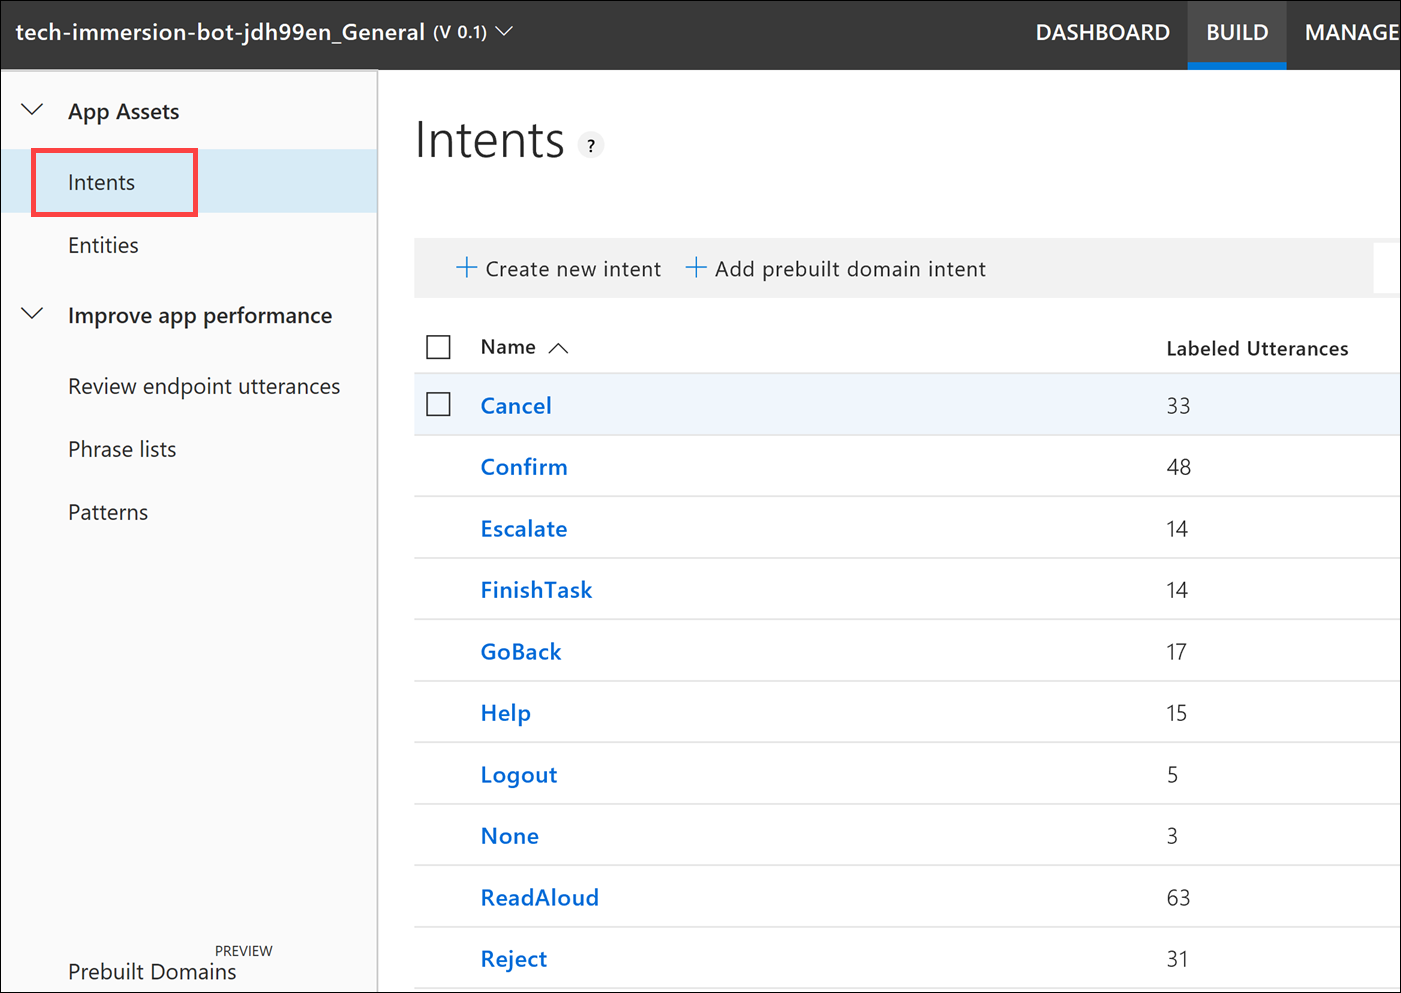 tech-immersion-bot-jdh99en_General (V 0.1)
DASHBOARD
BUILD
MANAGE
App Assets
Intents
Entities
Improve app performance
Review endpoint utterances
Phrase lists
Patterns
PREVIEW
Prebuilt Domains
Intents ?
Create new intent
Add prebuilt domain intent
Name
Labeled Utterances
Cancel 33
Confirm 48
Escalate 14
FinishTask 14
GoBack 17
Help 15
Logout 5
None 3
ReadAloud 63
Reject 31